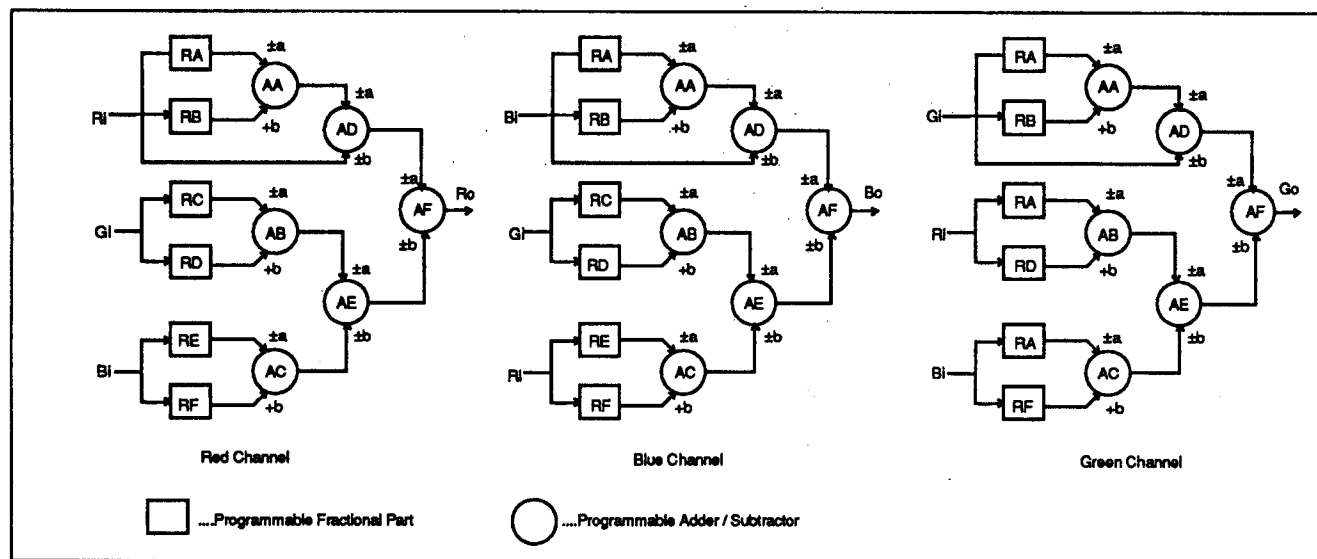 RA
±a
AA
±a
Ri
RB
+b
AD
±b
±a
Ro
RC
±a
AF
Gi
AB
±b
RD
+b
±a
AE
RE
±a
±b
Bi
AC
RF
+b
Red Channel
RA
±a
AA
±a
Bi
RB
+b
AD
±b
±a
Bo
RC
±a
AF
Gi
AB
±b
RD
+b
±a
AE
RE
±a
±b
Ri
AC
RF
+b
Blue Channel
RA
±a
AA
±a
Gi
RB
+b
AD
±b
±a
Go
RA
±a
AF
Ri
AB
±b
RD
+b
±a
AE
RA
±a
±b
Bi
AC
RF
+b
Green Channel
....Programmable Fractional Part
....Programmable Adder / Subtractor